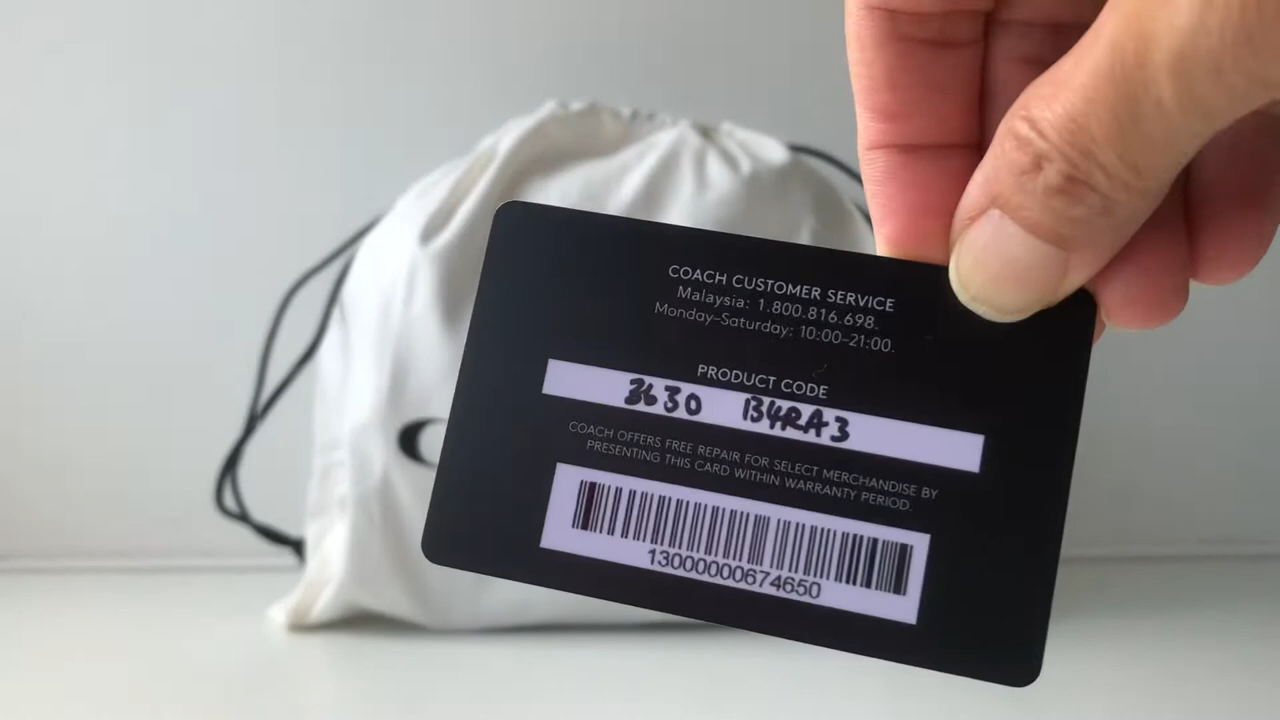 COACH CUSTOMER SERVICE
Malaysia: 1.800.816.698.
Monday–Saturday: 10:00–21:00.
PRODUCT CODE
3630 B4RA3
COACH OFFERS FREE REPAIR FOR SELECT MERCHANDISE BY
PRESENTING THIS CARD WITHIN WARRANTY PERIOD.
13000000674650